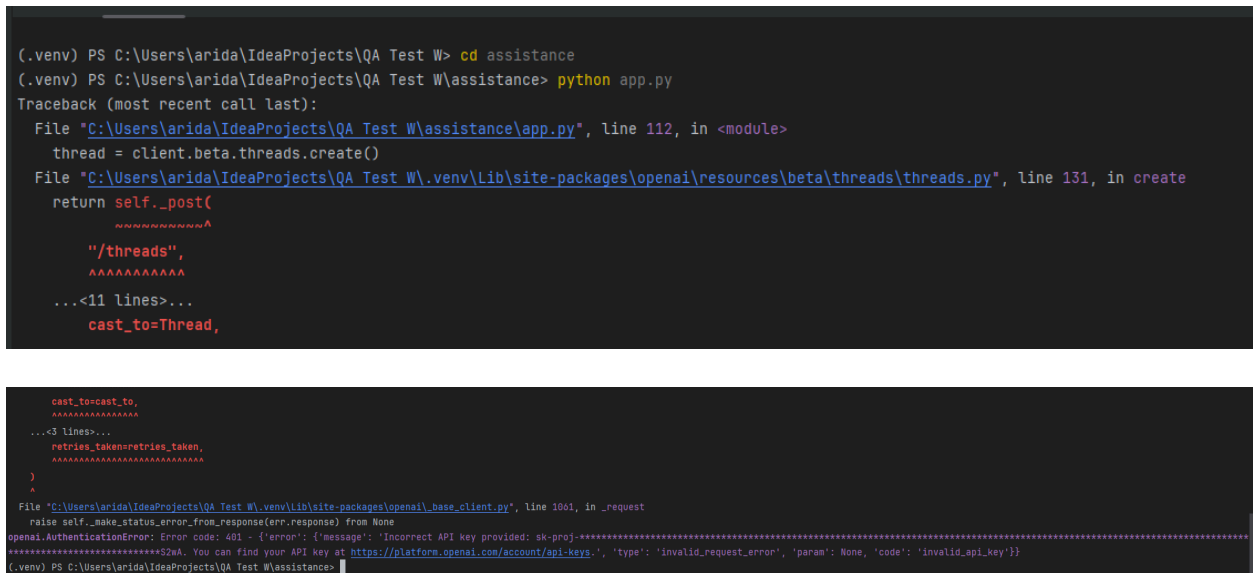 (.venv) PS C:\Users\arida\IdeaProjects\QA Test W> cd assistance
(.venv) PS C:\Users\arida\IdeaProjects\QA Test W\assistance> python app.py
Traceback (most recent call last):
  File "C:\Users\arida\IdeaProjects\QA Test W\assistance\app.py", line 112, in <module>
    thread = client.beta.threads.create()
  File "C:\Users\arida\IdeaProjects\QA Test W\.venv\Lib\site-packages\openai\resources\beta\threads\threads.py", line 131, in create
    return self._post(
           ~~~~~~~~~~^
        "/threads",
        ^^^^^^^^^^^
    ...<11 lines>...
        cast_to=Thread,
        cast_to=cast_to,
        ^^^^^^^^^^^^^^^^
    ...<3 lines>...
        retries_taken=retries_taken,
        ^^^^^^^^^^^^^^^^^^^^^^^^^^^^
    )
    ^
  File "C:\Users\arida\IdeaProjects\QA Test W\.venv\Lib\site-packages\openai\_base_client.py", line 1061, in _request
    raise self._make_status_error_from_response(err.response) from None
openai.AuthenticationError: Error code: 401 - {'error': {'message': 'Incorrect API key provided: sk-proj-********************************************************************************************************************************
*****************************S2wA. You can find your API key at https://platform.openai.com/account/api-keys.', 'type': 'invalid_request_error', 'param': None, 'code': 'invalid_api_key'}}
(.venv) PS C:\Users\arida\IdeaProjects\QA Test W\assistance>